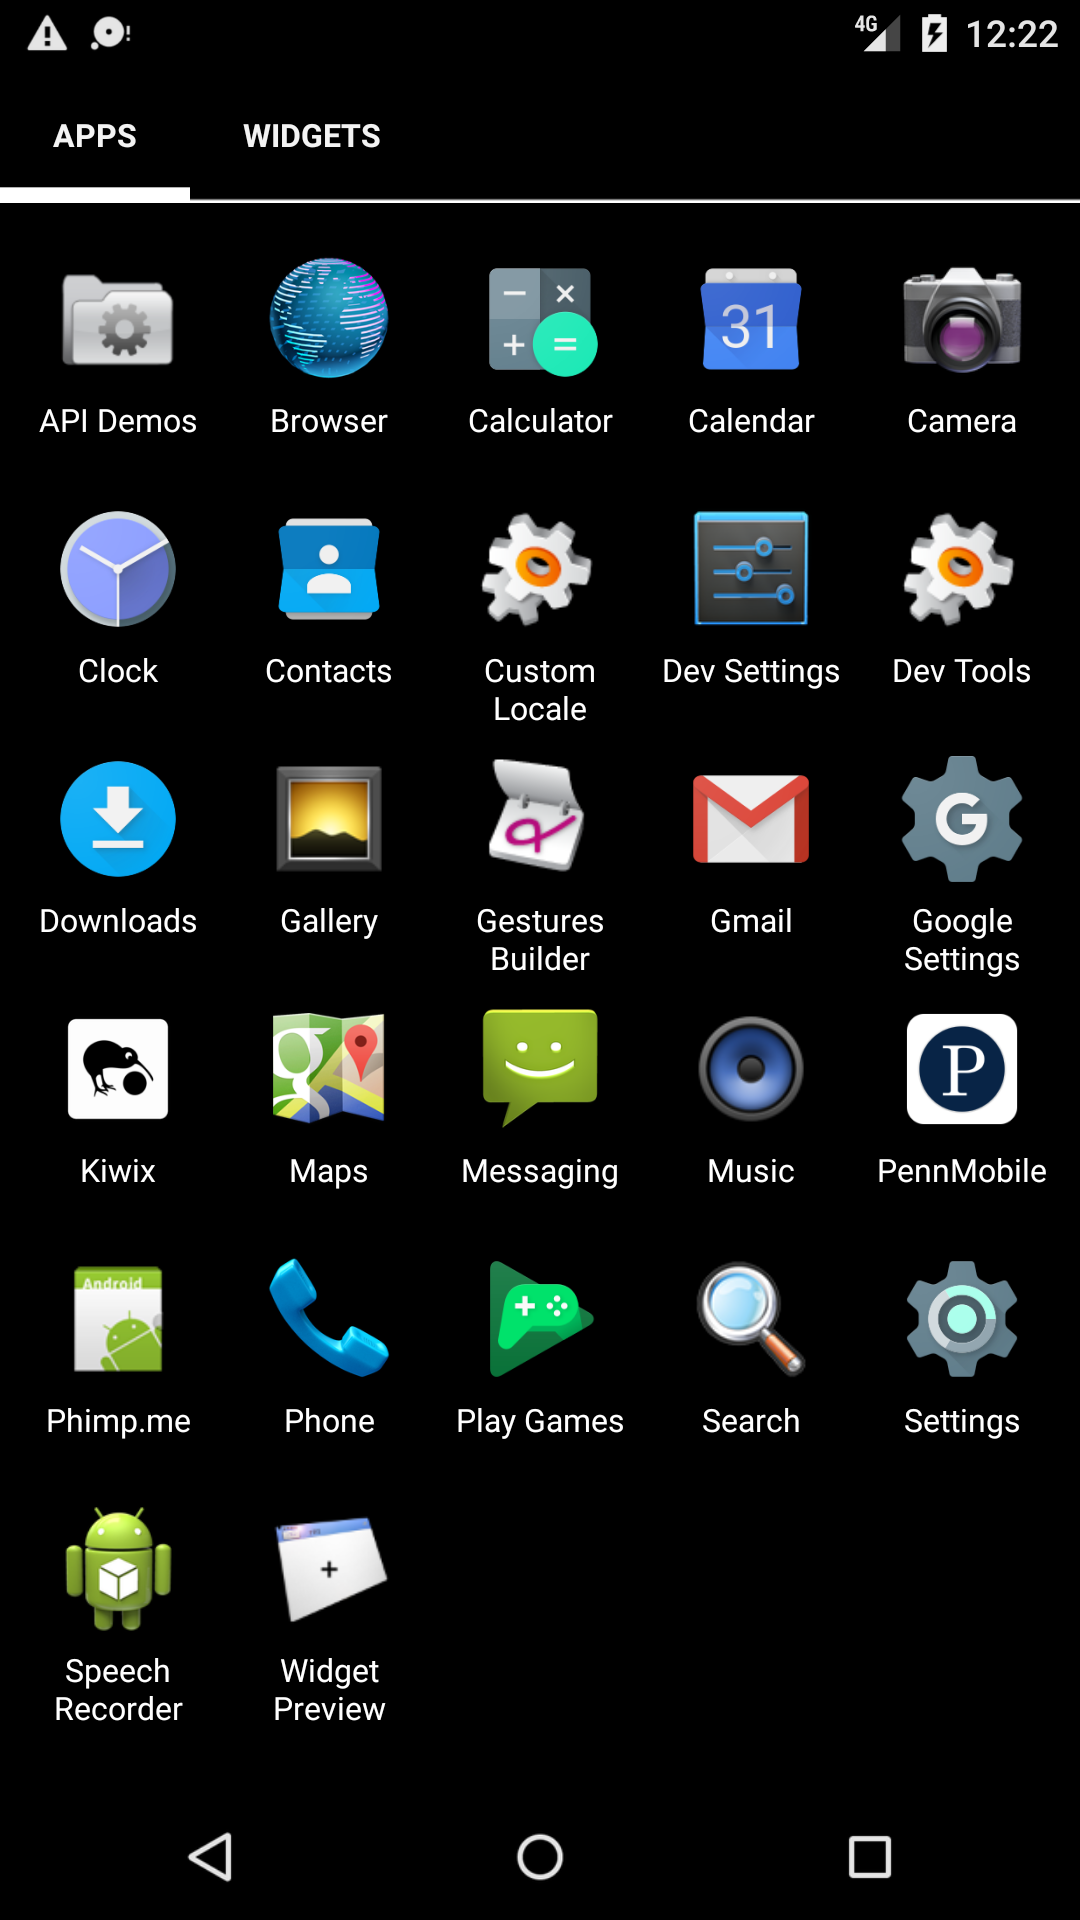 4G 12:22
APPS WIDGETS
31
API Demos Browser Calculator Calendar Camera
Clock Contacts Custom Locale Dev Settings Dev Tools
G
Downloads Gallery Gestures Builder Gmail Google Settings
g P
Kiwix Maps Messaging Music PennMobile
Android
Phimp.me Phone Play Games Search Settings
Speech Recorder Widget Preview